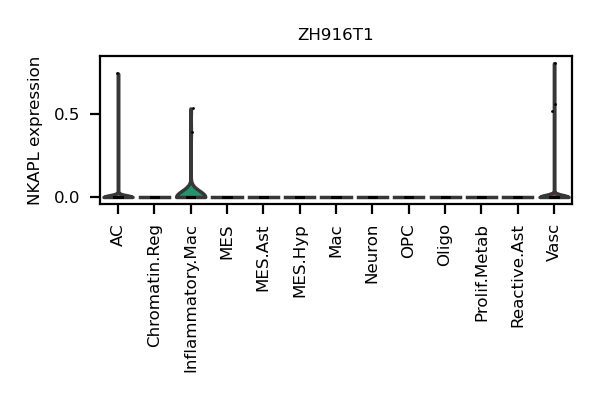 ZH916T1
NKAPL expression
0.5
0.0
AC
Chromatin.Reg
Inflammatory.Mac
MES
MES.Ast
MES.Hyp
Mac
Neuron
OPC
Oligo
Prolif.Metab
Reactive.Ast
Vasc